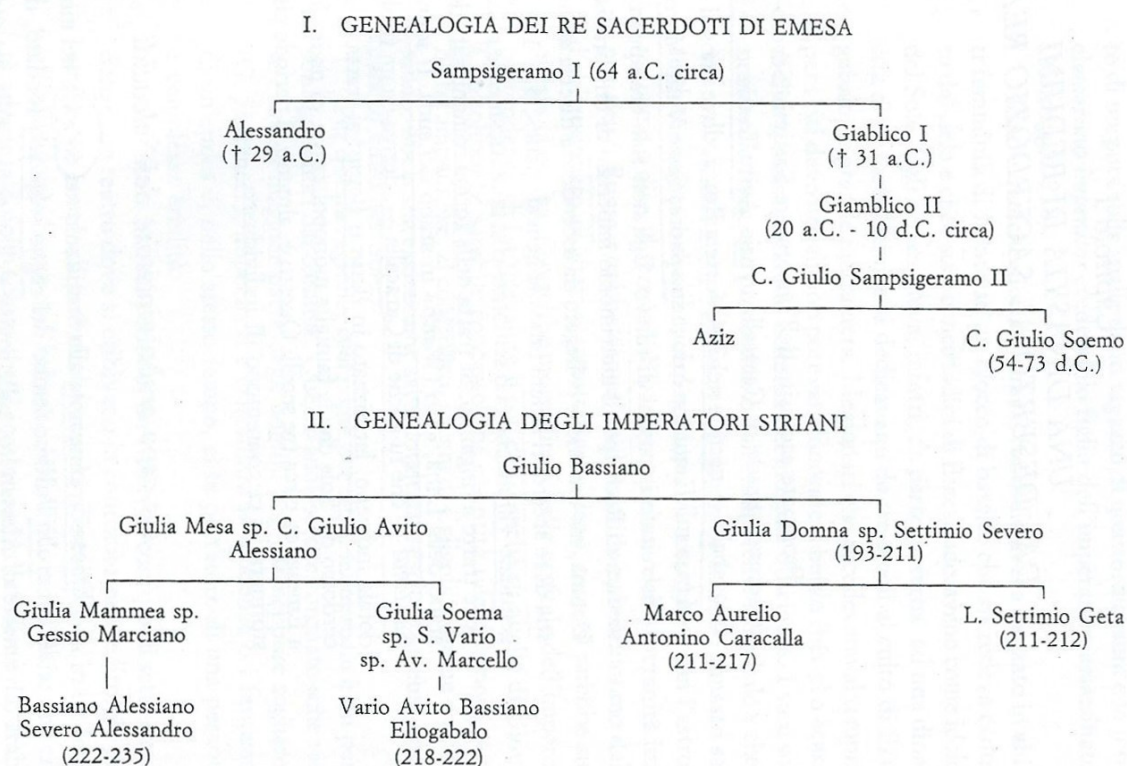 I. GENEALOGIA DEI RE SACERDOTI DI EMESA
Sampsigeramo I (64 a.C. circa)
Alessandro
(† 29 a.C.)
Giablico I
(† 31 a.C.)
Giamblico II
(20 a.C. - 10 d.C. circa)
C. Giulio Sampsigeramo II
Aziz
C. Giulio Soemo
(54-73 d.C.)
II. GENEALOGIA DEGLI IMPERATORI SIRIANI
Giulio Bassiano
Giulia Mesa sp. C. Giulio Avito
Alessiano
Giulia Domna sp. Settimio Severo
(193-211)
Giulia Mammea sp.
Gessio Marciano
Giulia Soema
sp. S. Vario
sp. Av. Marcello
Marco Aurelio
Antonino Caracalla
(211-217)
L. Settimio Geta
(211-212)
Bassiano Alessiano
Severo Alessandro
(222-235)
Vario Avito Bassiano
Eliogabalo
(218-222)